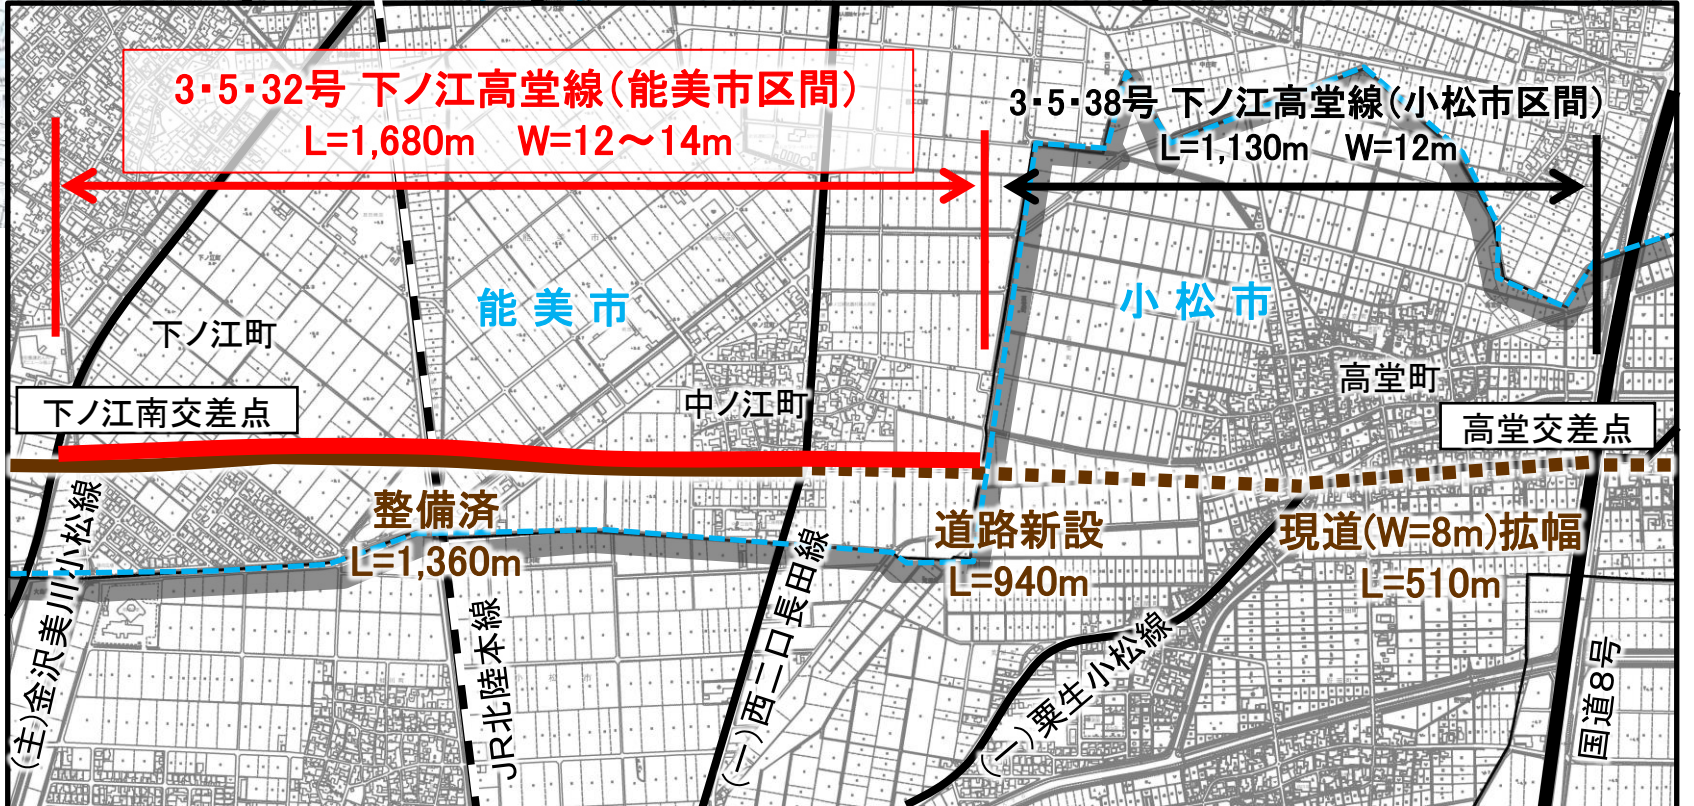 3・5・32号 下ノ江高堂線(能美市区間)
L=1,680m W=12～14m
3・5・38号 下ノ江高堂線(小松市区間)
L=1,130m W=12m
能美市
小松市
下ノ江町
高堂町
中ノ江町
下ノ江南交差点
高堂交差点
整備済
L=1,360m
道路新設
L=940m
現道(W=8m)拡幅
L=510m
(主)金沢美川小松線
JR北陸本線
(一)西二口長田線
(一)粟生小松線
国道8号